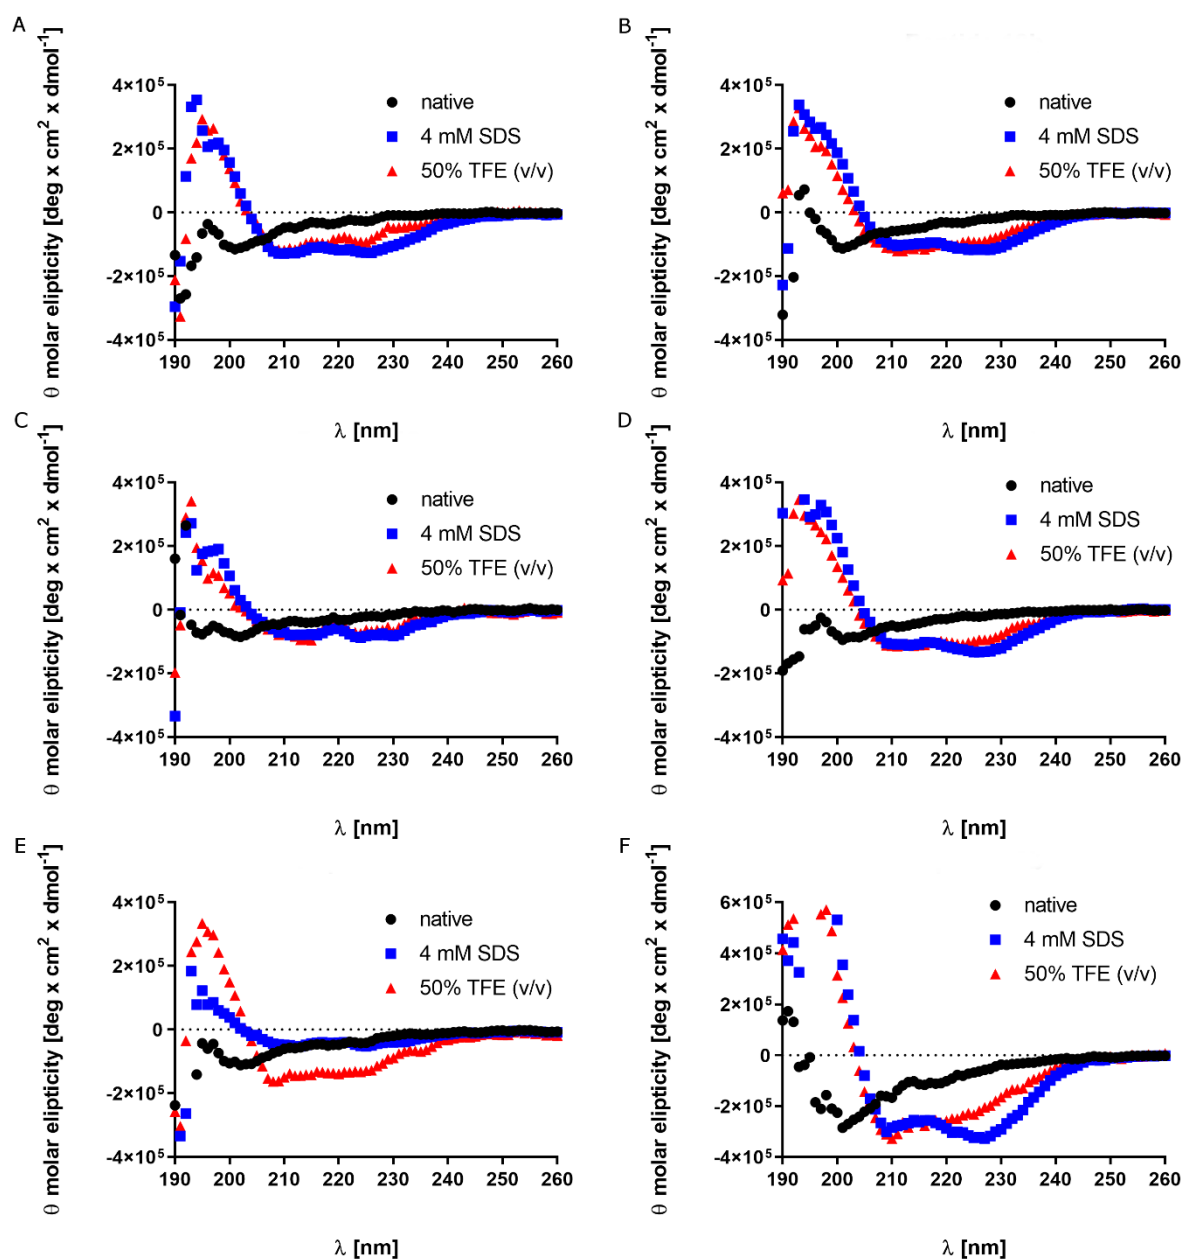 A
θ molar elipticity [deg x cm² x dmol⁻¹]
4×10⁵
2×10⁵
0
-2×10⁵
-4×10⁵
190 200 210 220 230 240 250 260
λ [nm]
native
4 mM SDS
50% TFE (v/v)
B
θ molar elipticity [deg x cm² x dmol⁻¹]
4×10⁵
2×10⁵
0
-2×10⁵
-4×10⁵
190 200 210 220 230 240 250 260
λ [nm]
native
4 mM SDS
50% TFE (v/v)
C
θ molar elipticity [deg x cm² x dmol⁻¹]
4×10⁵
2×10⁵
0
-2×10⁵
-4×10⁵
190 200 210 220 230 240 250 260
λ [nm]
native
4 mM SDS
50% TFE (v/v)
D
θ molar elipticity [deg x cm² x dmol⁻¹]
4×10⁵
2×10⁵
0
-2×10⁵
-4×10⁵
190 200 210 220 230 240 250 260
λ [nm]
native
4 mM SDS
50% TFE (v/v)
E
θ molar elipticity [deg x cm² x dmol⁻¹]
4×10⁵
2×10⁵
0
-2×10⁵
-4×10⁵
190 200 210 220 230 240 250 260
λ [nm]
native
4 mM SDS
50% TFE (v/v)
F
θ molar elipticity [deg x cm² x dmol⁻¹]
6×10⁵
4×10⁵
2×10⁵
0
-2×10⁵
-4×10⁵
190 200 210 220 230 240 250 260
λ [nm]
native
4 mM SDS
50% TFE (v/v)